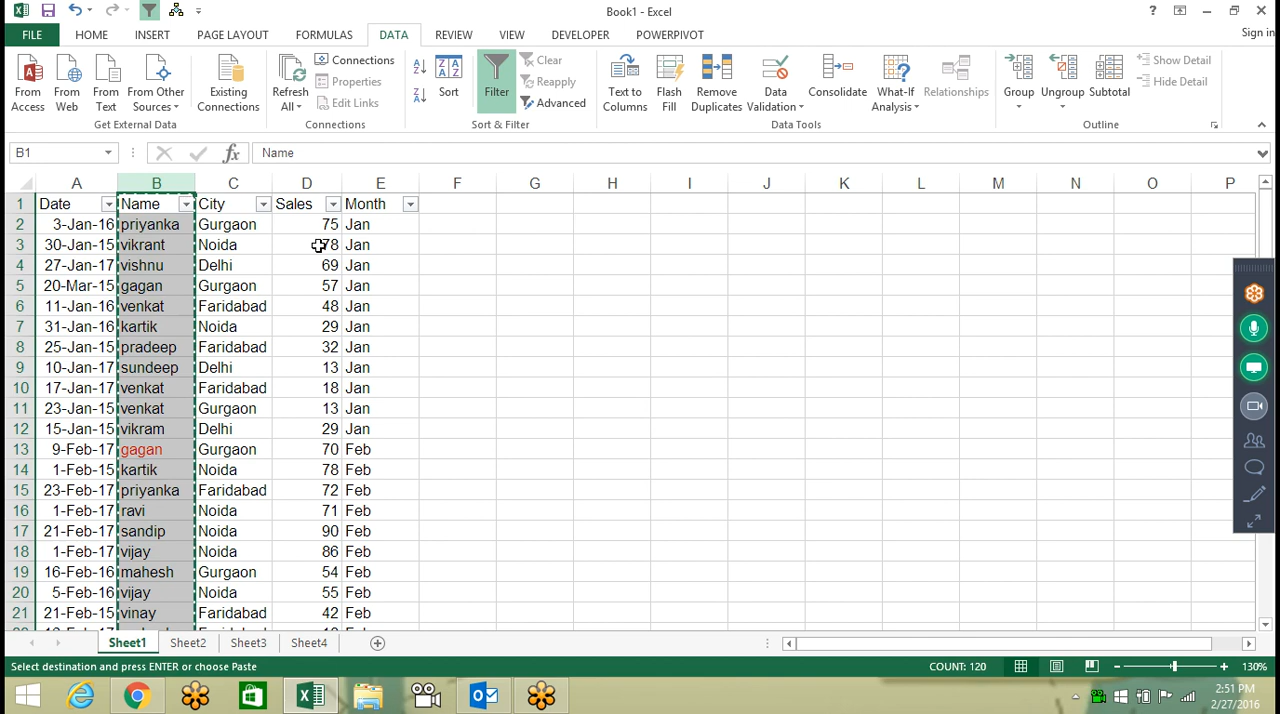 Book1 - Excel
?
FILE HOME INSERT PAGE LAYOUT FORMULAS DATA REVIEW VIEW DEVELOPER POWERPIVOT Sign in
From Access
From Web
From Text
From Other Sources
Existing Connections
Get External Data
Refresh All
Connections
Properties
Edit Links
Connections
Sort
Filter
Clear
Reapply
Advanced
Sort & Filter
Text to Columns
Flash Fill
Remove Duplicates
Data Validation
Consolidate
What-If Analysis
Relationships
Data Tools
Group
Ungroup
Subtotal
Show Detail
Hide Detail
Outline
B1 fx Name
A B C D E F G H I J K L M N O P
1 Date Name City Sales Month
2 3-Jan-16 priyanka Gurgaon 75 Jan
3 30-Jan-15 vikrant Noida 78 Jan
4 27-Jan-17 vishnu Delhi 69 Jan
5 20-Mar-15 gagan Gurgaon 57 Jan
6 11-Jan-16 venkat Faridabad 48 Jan
7 31-Jan-16 kartik Noida 29 Jan
8 25-Jan-15 pradeep Faridabad 32 Jan
9 10-Jan-17 sundeep Delhi 13 Jan
10 17-Jan-17 venkat Faridabad 18 Jan
11 23-Jan-15 venkat Gurgaon 13 Jan
12 15-Jan-15 vikram Delhi 29 Jan
13 9-Feb-17 gagan Gurgaon 70 Feb
14 1-Feb-15 kartik Noida 78 Feb
15 23-Feb-17 priyanka Faridabad 72 Feb
16 1-Feb-17 ravi Noida 71 Feb
17 21-Feb-17 sandip Noida 90 Feb
18 1-Feb-17 vijay Noida 86 Feb
19 16-Feb-16 mahesh Gurgaon 54 Feb
20 5-Feb-16 vijay Noida 55 Feb
21 21-Feb-15 vinay Faridabad 42 Feb
Sheet1 Sheet2 Sheet3 Sheet4
Select destination and press ENTER or choose Paste COUNT: 120 130%
2:51 PM
2/27/2016